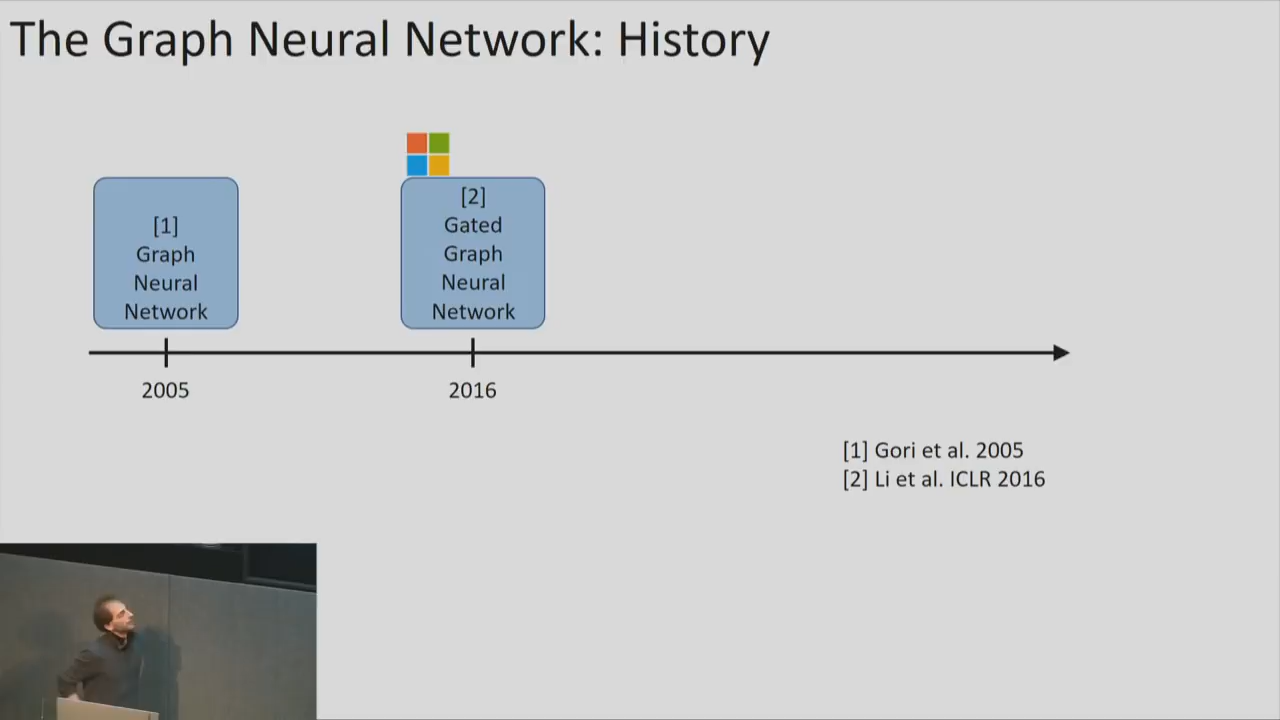 The Graph Neural Network: History
[1]
Graph
Neural
Network
[2]
Gated
Graph
Neural
Network
2005
2016
[1] Gori et al. 2005
[2] Li et al. ICLR 2016